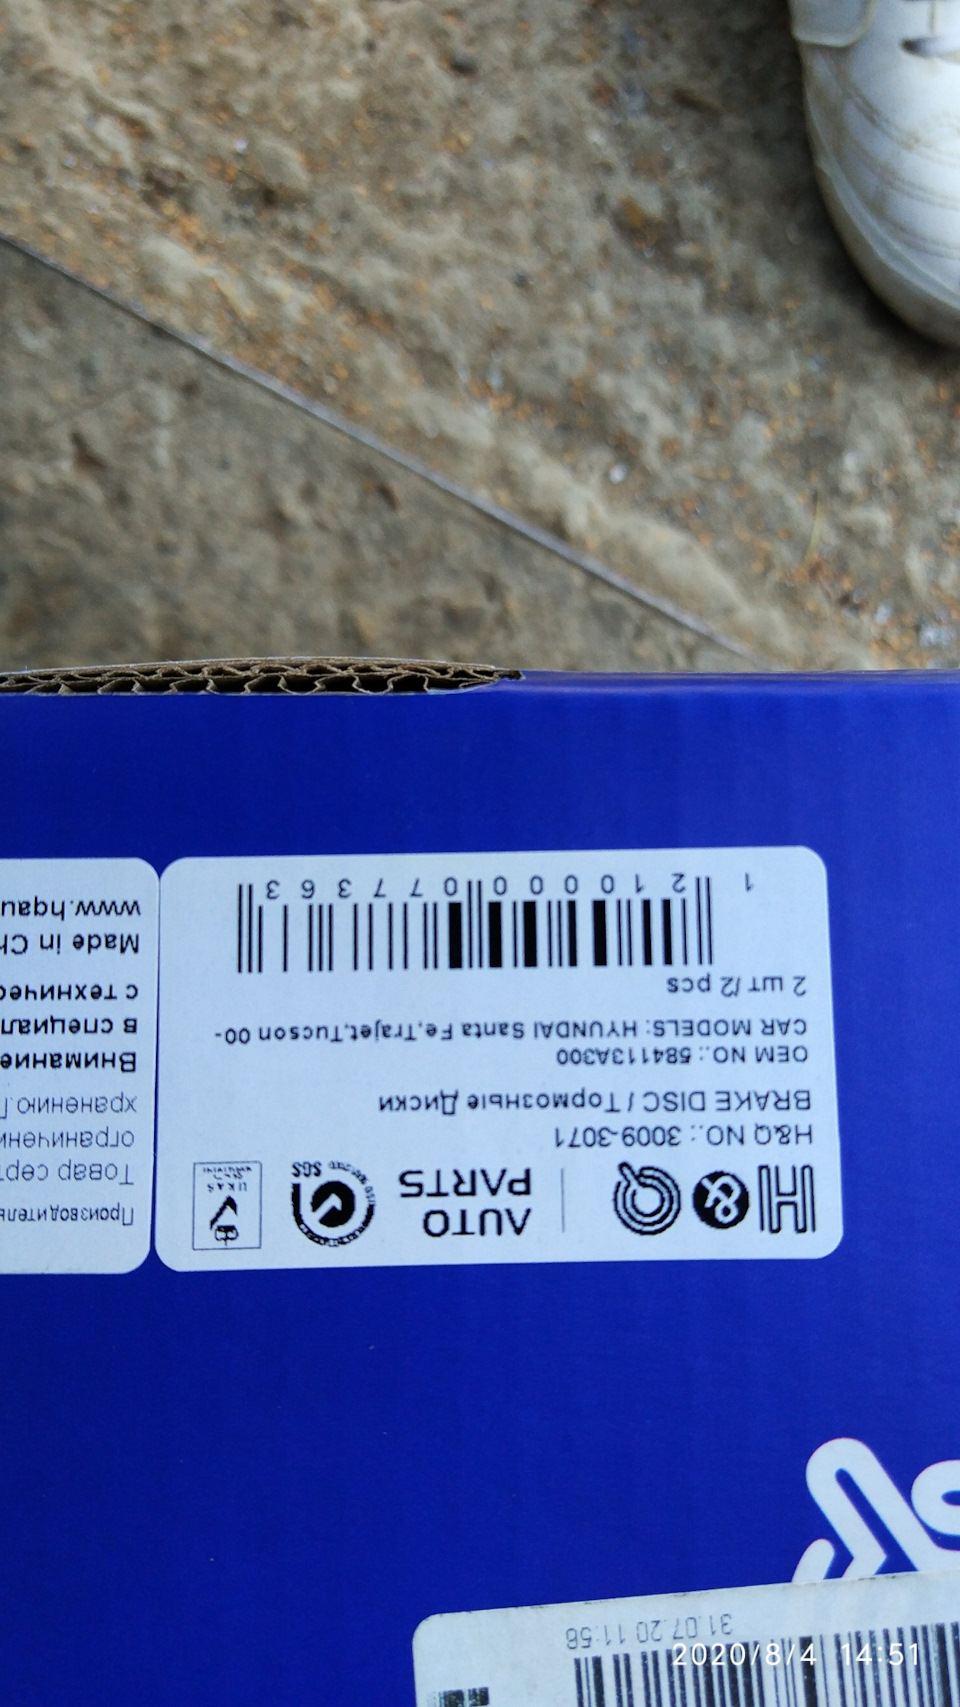 H&Q | AUTO PARTS
SGS
UKAS
H&Q NO.: 3009-3071
BRAKE DISC / Тормозные Диски
OEM NO.: 584113A300
CAR MODELS: HYUNDAI Santa Fe,Trajet,Tucson 00-
2 шт/2 pcs
1 210000 077363
Производитель
Товар серт
ограничен
хранению.
Внимание
в специал
с техничес
Made in Ch
www.hqau
31.07.20 11:58
2020/8/4 14:51